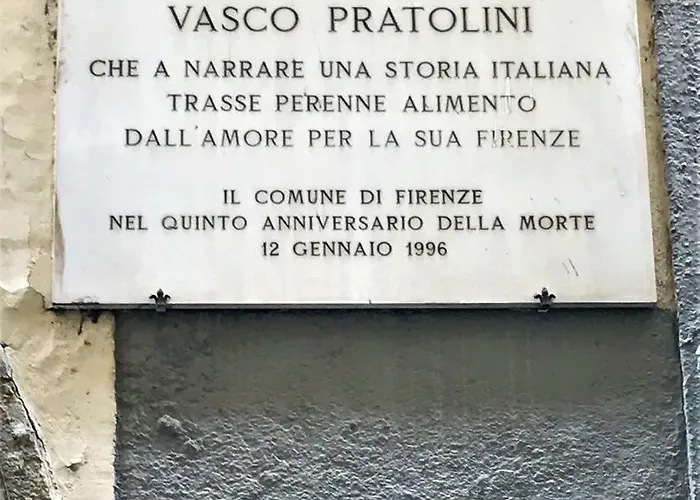 VASCO PRATOLINI
CHE A NARRARE UNA STORIA ITALIANA
TRASSE PERENNE ALIMENTO
DALL'AMORE PER LA SUA FIRENZE
IL COMUNE DI FIRENZE
NEL QUINTO ANNIVERSARIO DELLA MORTE
12 GENNAIO 1996